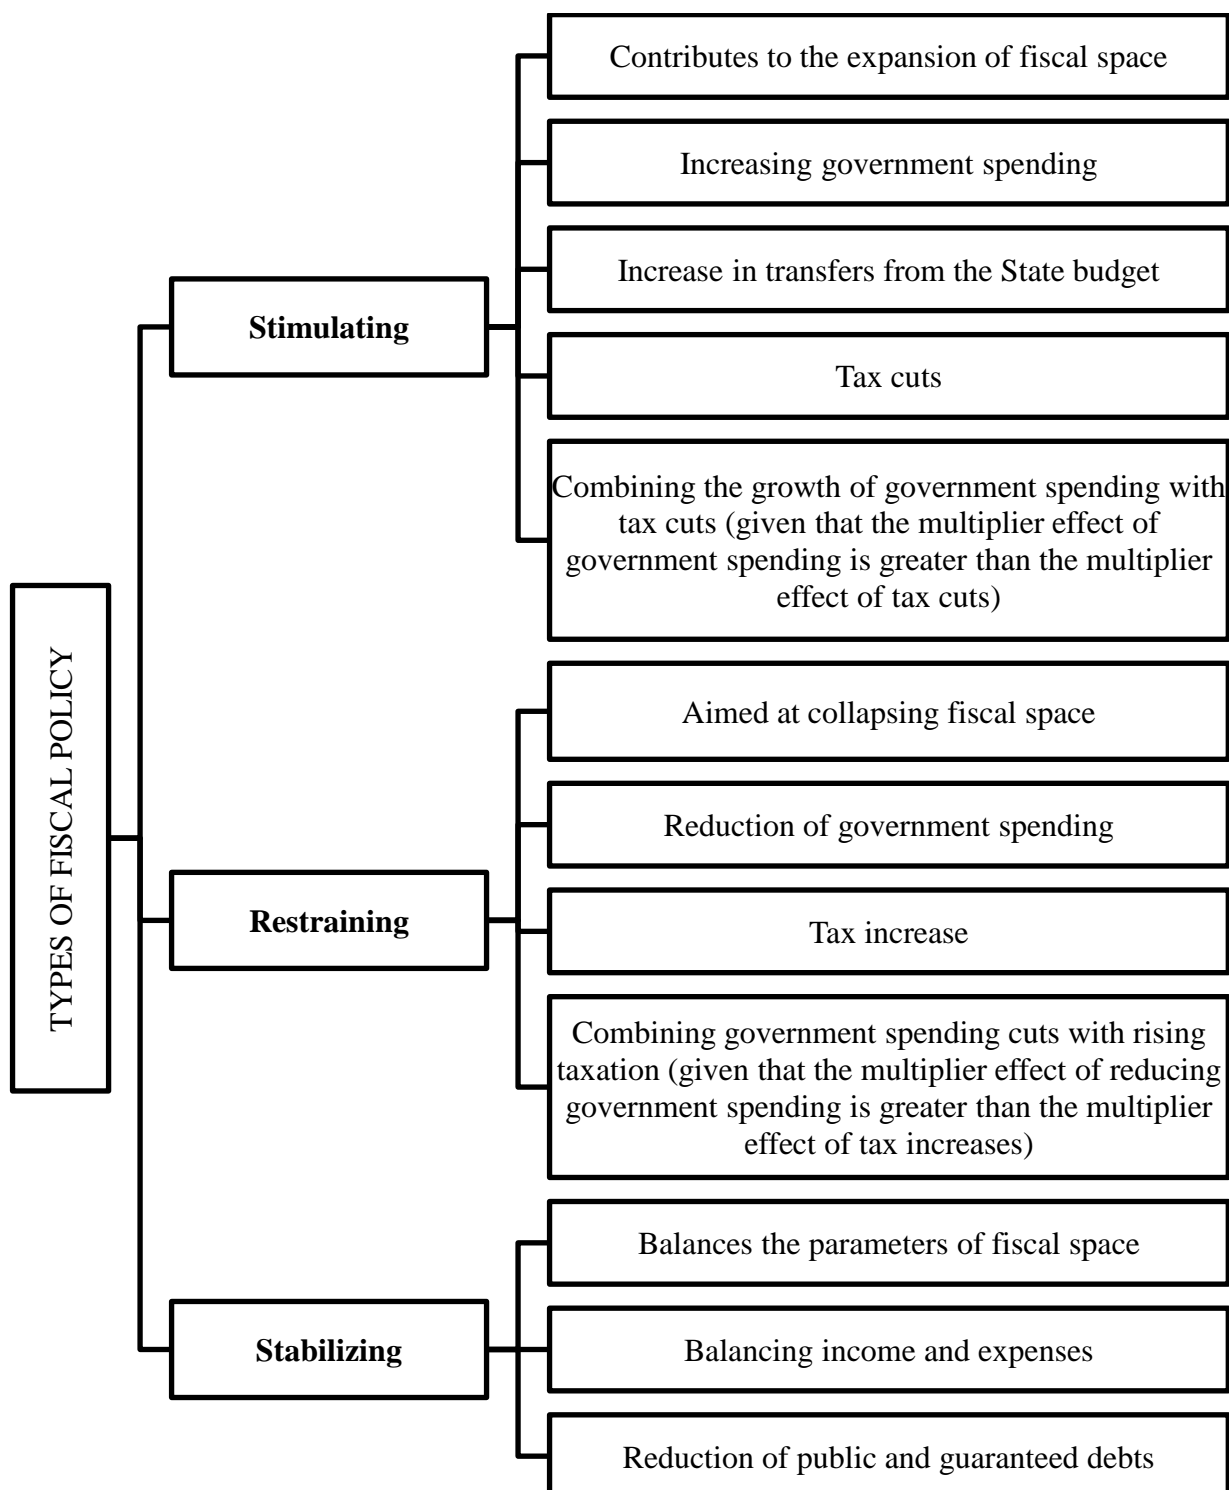 TYPES OF FISCAL POLICY
Stimulating
Contributes to the expansion of fiscal space
Increasing government spending
Increase in transfers from the State budget
Tax cuts
Combining the growth of government spending with
tax cuts (given that the multiplier effect of
government spending is greater than the multiplier
effect of tax cuts)
Restraining
Aimed at collapsing fiscal space
Reduction of government spending
Tax increase
Combining government spending cuts with rising
taxation (given that the multiplier effect of reducing
government spending is greater than the multiplier
effect of tax increases)
Stabilizing
Balances the parameters of fiscal space
Balancing income and expenses
Reduction of public and guaranteed debts